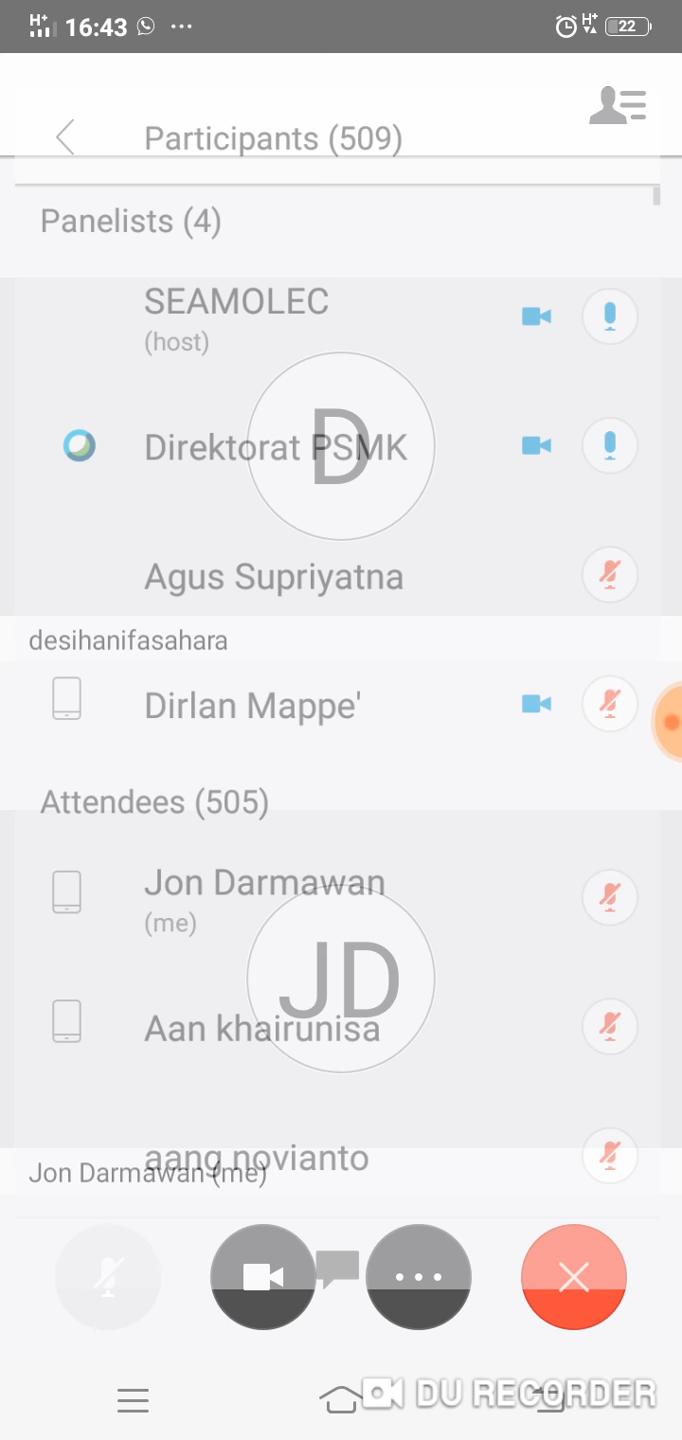 H+ 16:43 H+ 22
Participants (509)
Panelists (4)
SEAMOLEC
(host)
D
Direktorat PSMK
Agus Supriyatna
desihanifasahara
Dirlan Mappe'
Attendees (505)
Jon Darmawan
(me)
JD
Aan khairunisa
aang novianto
Jon Darmawan (me)
DU RECORDER